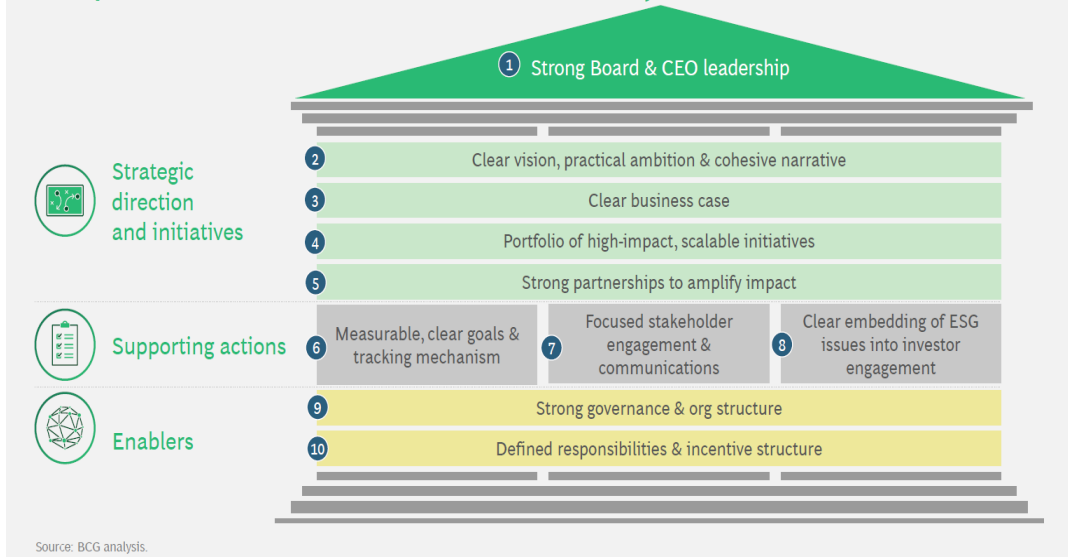 1 Strong Board & CEO leadership
Strategic
direction
and initiatives
2 Clear vision, practical ambition & cohesive narrative
3 Clear business case
4 Portfolio of high-impact, scalable initiatives
5 Strong partnerships to amplify impact
Supporting actions
6 Measurable, clear goals &
tracking mechanism
7 Focused stakeholder
engagement &
communications
8 Clear embedding of ESG
issues into investor
engagement
Enablers
9 Strong governance & org structure
10 Defined responsibilities & incentive structure
Source: BCG analysis.